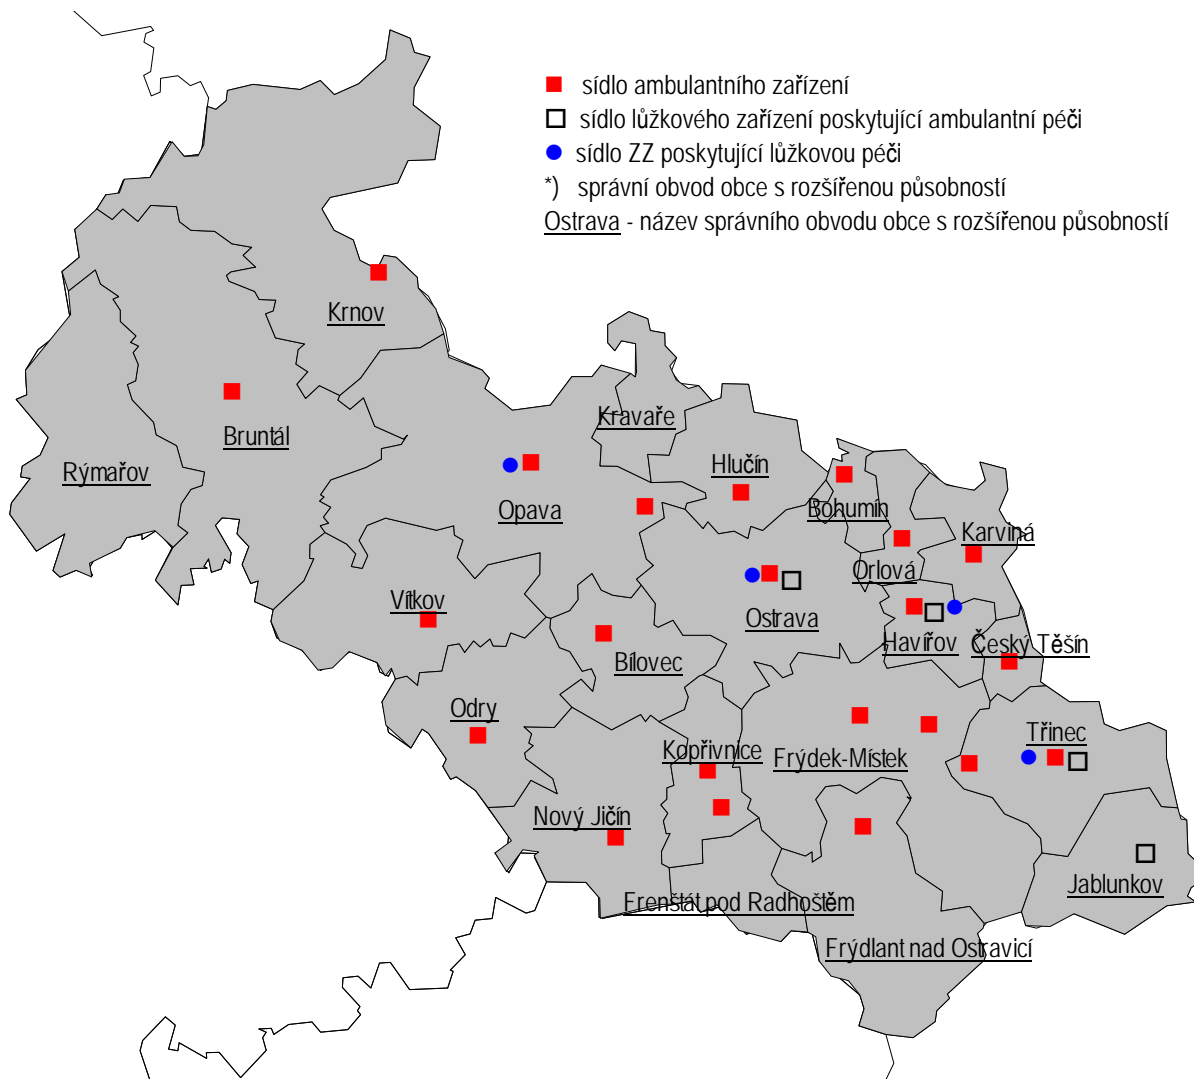 sídlo ambulantního zařízení
sídlo lůžkového zařízení poskytující ambulantní péči
sídlo ZZ poskytující lůžkovou péči
*) správní obvod obce s rozšířenou působností
Ostrava - název správního obvodu obce s rozšířenou působností
Krnov
Bruntál
Rýmařov
Kravaře
Hlučín
Opava
Bohumín
Karviná
Orlová
Vítkov
Ostrava
Havířov
Český Těšín
Bílovec
Odry
Kopřivnice
Frýdek-Místek
Třinec
Nový Jičín
Jablunkov
Frenštát pod Radhoštěm
Frýdlant nad Ostravicí